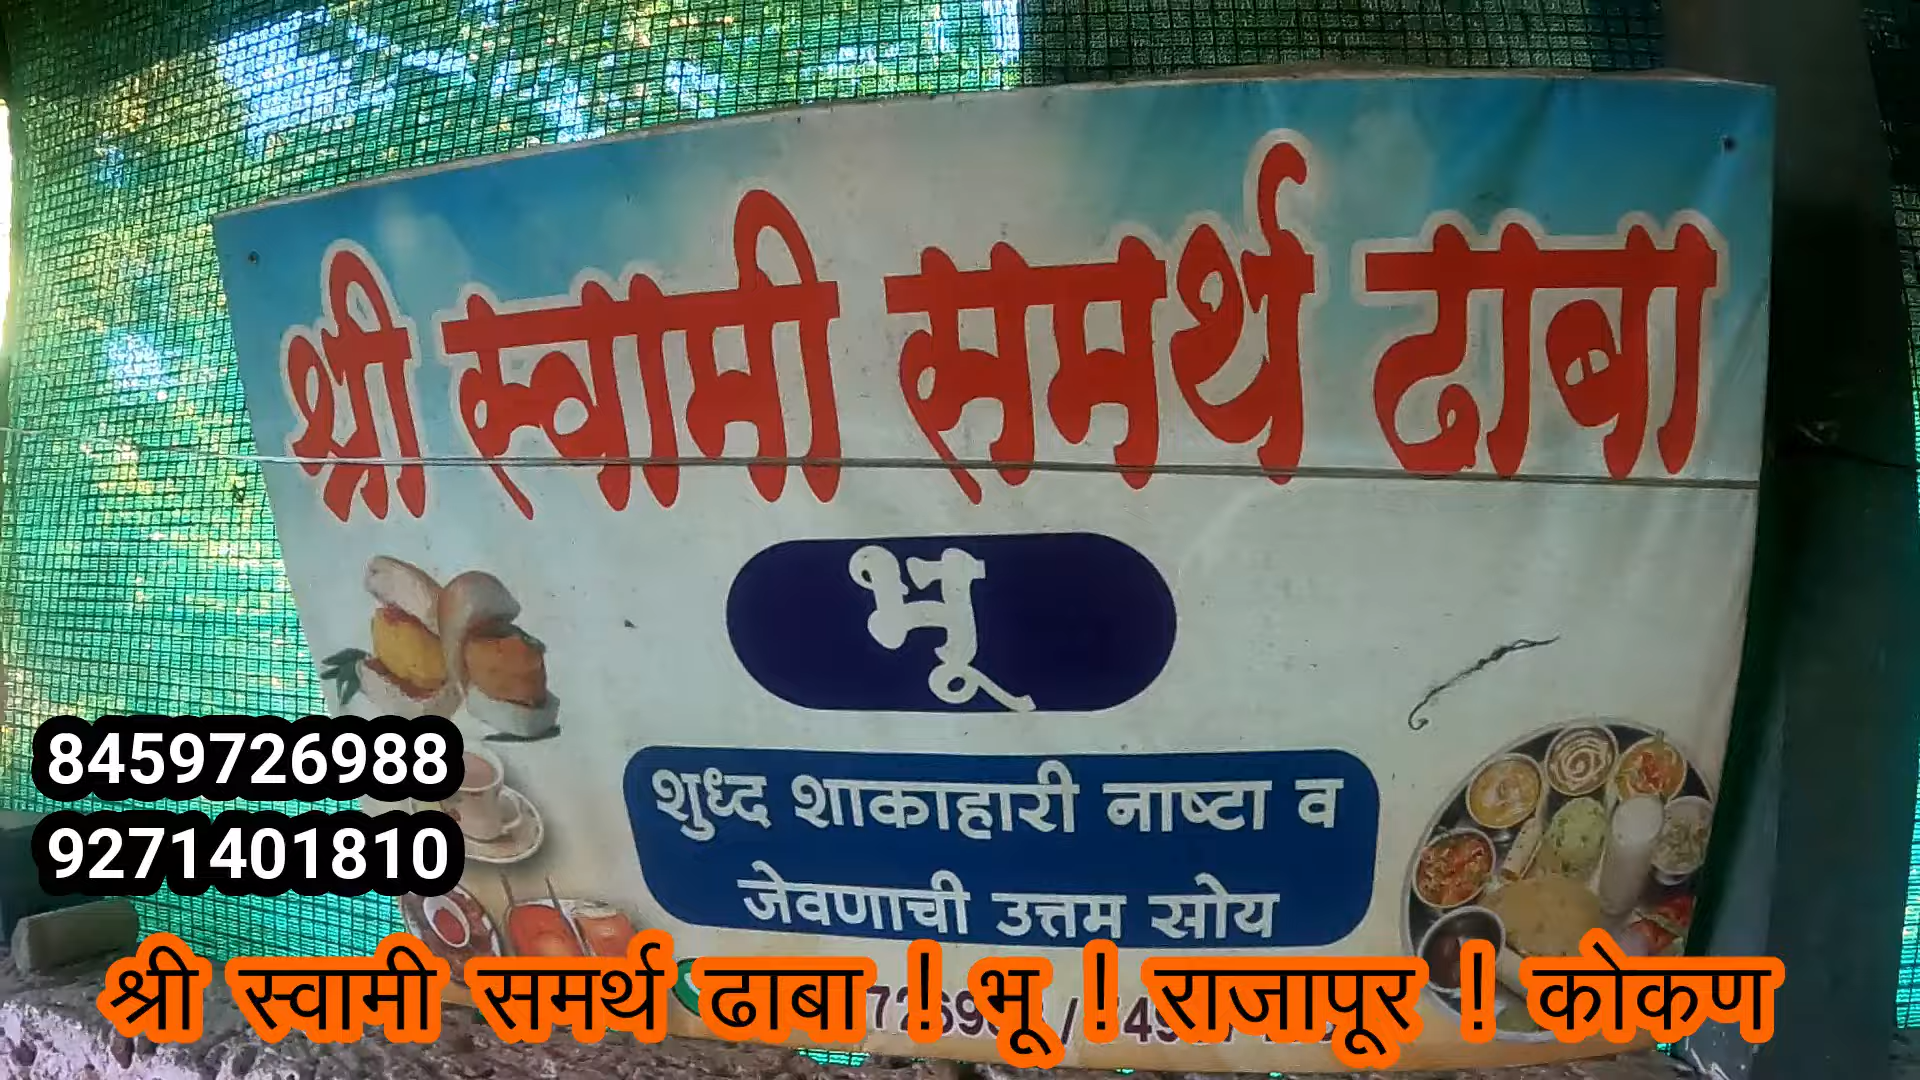 श्री स्वामी समर्थ ढाबा
भू
शुध्द शाकाहारी नाष्टा व
जेवणाची उत्तम सोय
8459726988
9271401810
श्री स्वामी समर्थ ढाबा ! भू ! राजापूर ! कोकण